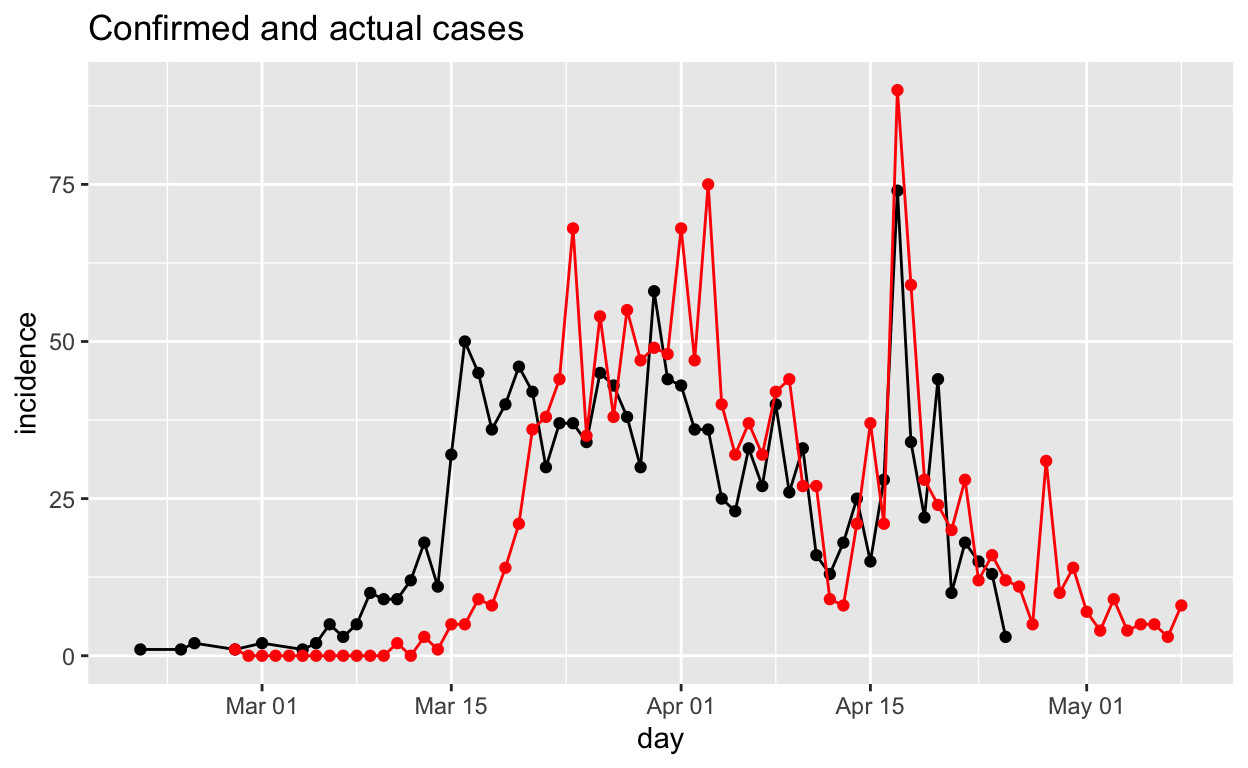 Confirmed and actual cases
incidence
75
50
25
0
Mar 01
Mar 15
Apr 01
Apr 15
May 01
day